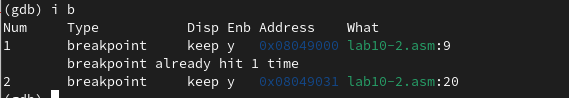 (gdb) i b
Num Type Disp Enb Address What
1 breakpoint keep y 0x08049000 lab10-2.asm:9
breakpoint already hit 1 time
2 breakpoint keep y 0x08049031 lab10-2.asm:20
(gdb)